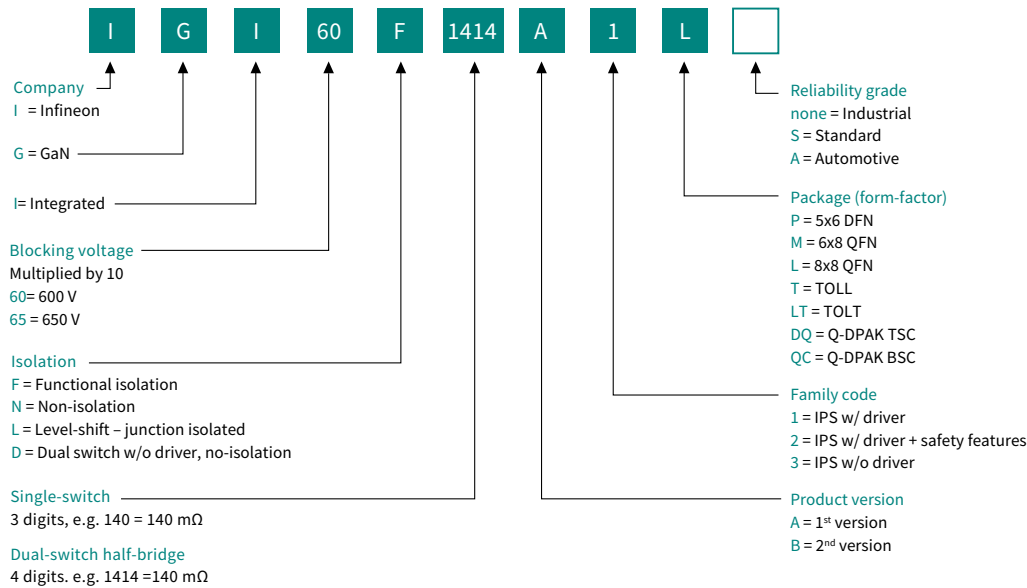 I G I 60 F 1414 A 1 L
Company
I = Infineon
G = GaN
I= Integrated
Blocking voltage
Multiplied by 10
60= 600 V
65 = 650 V
Isolation
F = Functional isolation
N = Non-isolation
L = Level-shift – junction isolated
D = Dual switch w/o driver, no-isolation
Single-switch
3 digits, e.g. 140 = 140 mΩ
Dual-switch half-bridge
4 digits. e.g. 1414 =140 mΩ
Reliability grade
none = Industrial
S = Standard
A = Automotive
Package (form-factor)
P = 5x6 DFN
M = 6x8 QFN
L = 8x8 QFN
T = TOLL
LT = TOLT
DQ = Q-DPAK TSC
QC = Q-DPAK BSC
Family code
1 = IPS w/ driver
2 = IPS w/ driver + safety features
3 = IPS w/o driver
Product version
A = 1st version
B = 2nd version